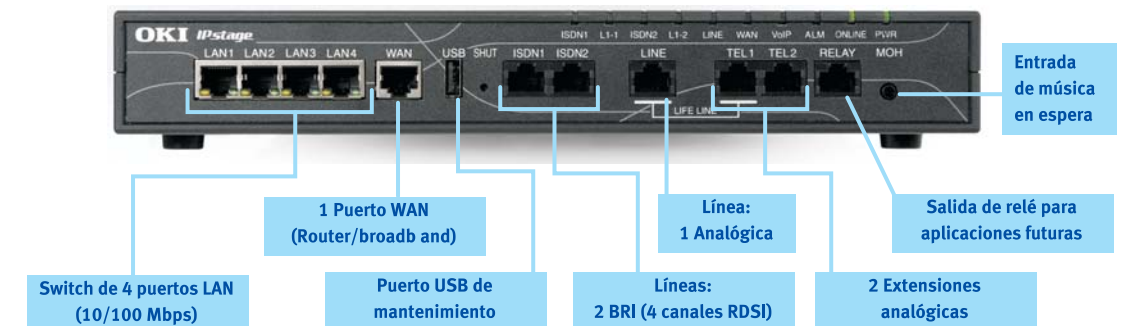 OKI IPstage
ISDN1 L1-1 ISDN2 L1-2 LINE WAN VoIP ALM ONLINE PWR
LAN1 LAN2 LAN3 LAN4 WAN USB SHUT ISDN1 ISDN2 LINE TEL1 TEL2 RELAY MOH
LIFE LINE
Entrada
de música
en espera
1 Puerto WAN
(Router/broadb and)
Línea:
1 Analógica
Salida de relé para
aplicaciones futuras
Switch de 4 puertos LAN
(10/100 Mbps)
Puerto USB de
mantenimiento
Líneas:
2 BRI (4 canales RDSI)
2 Extensiones
analógicas